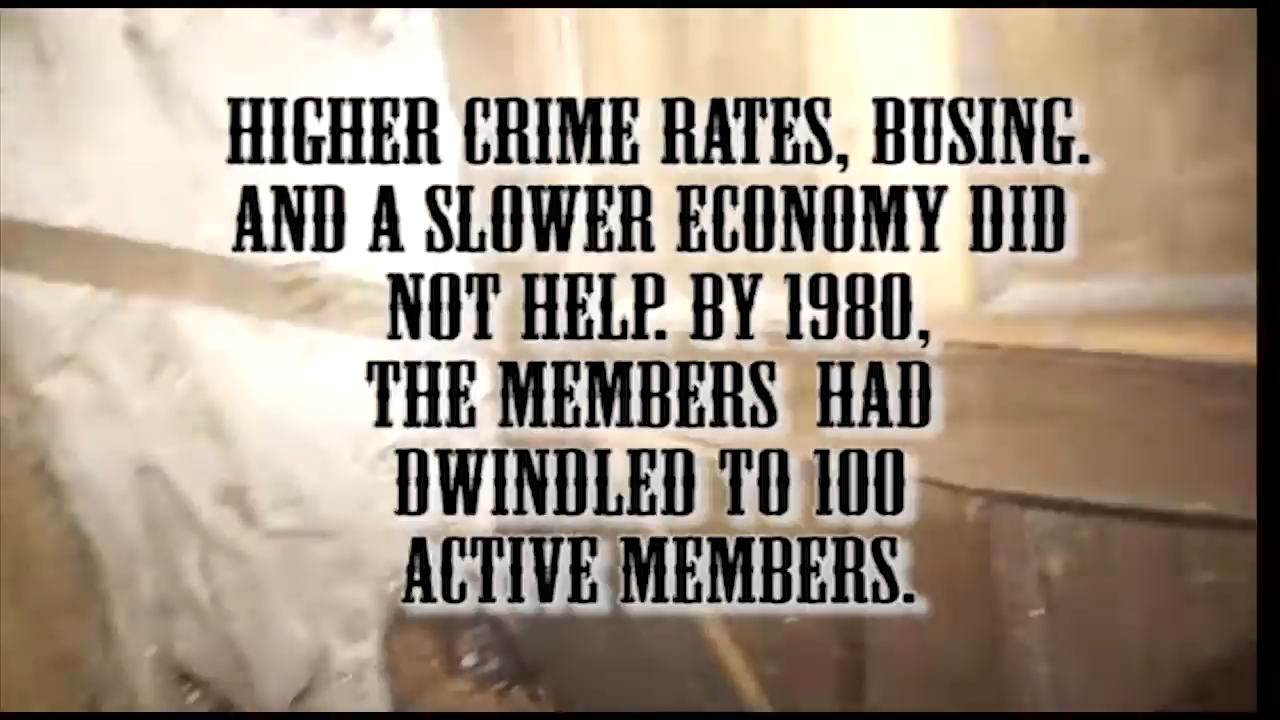 HIGHER CRIME RATES, BUSING.
AND A SLOWER ECONOMY DID
NOT HELP. BY 1980,
THE MEMBERS HAD
DWINDLED TO 100
ACTIVE MEMBERS.